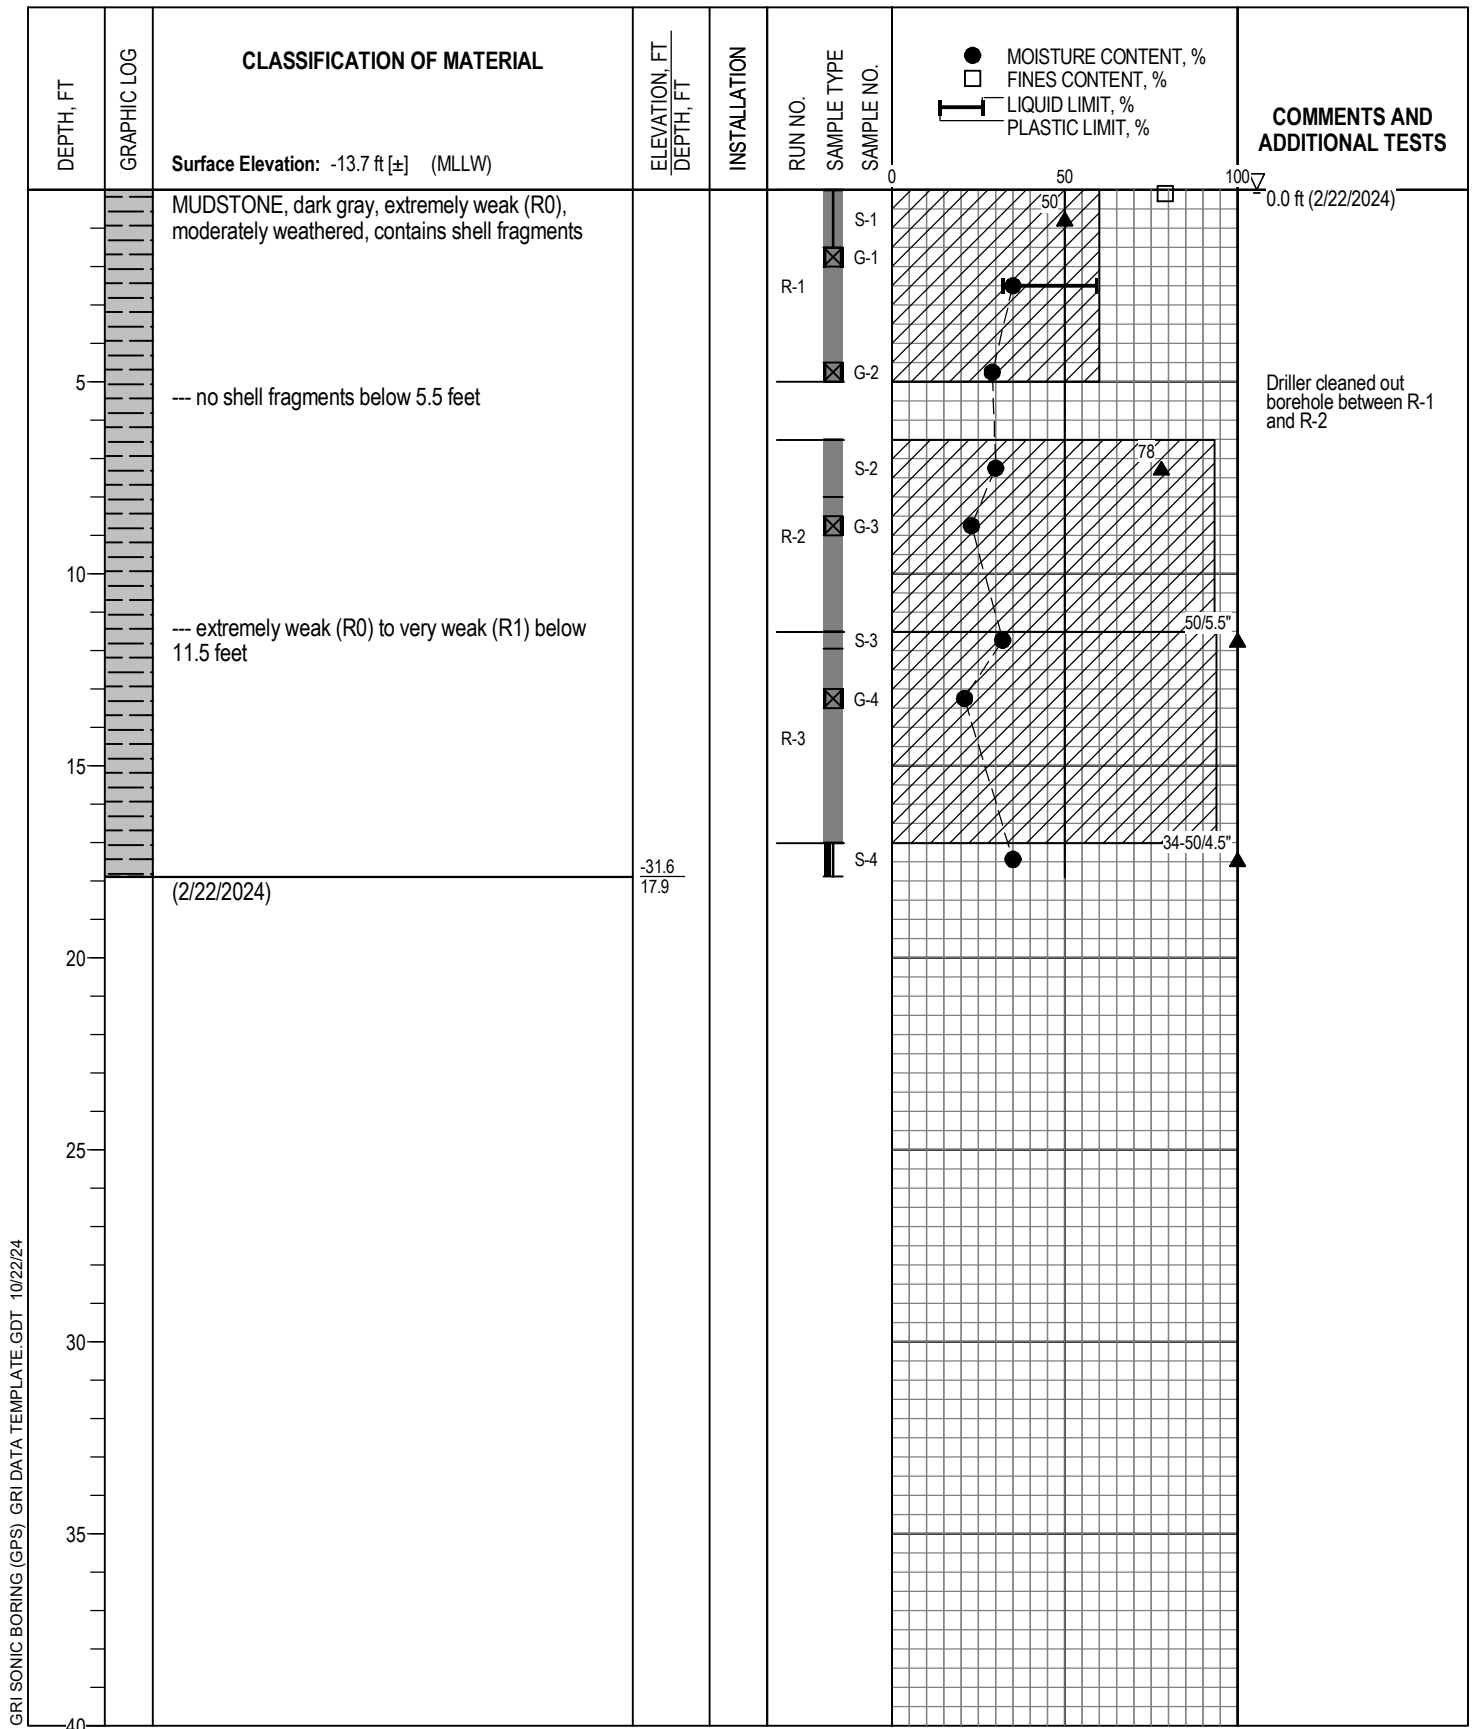 DEPTH, FT
GRAPHIC LOG
CLASSIFICATION OF MATERIAL
Surface Elevation: -13.7 ft [±] (MLLW)
ELEVATION, FT
DEPTH, FT
INSTALLATION
RUN NO.
SAMPLE TYPE
SAMPLE NO.
MOISTURE CONTENT, %
FINES CONTENT, %
LIQUID LIMIT, %
PLASTIC LIMIT, %
COMMENTS AND
ADDITIONAL TESTS
0
50
100
0.0 ft (2/22/2024)
MUDSTONE, dark gray, extremely weak (R0),
moderately weathered, contains shell fragments
50
S-1
G-1
R-1
G-2
5
--- no shell fragments below 5.5 feet
Driller cleaned out
borehole between R-1
and R-2
78
S-2
G-3
R-2
10
--- extremely weak (R0) to very weak (R1) below
11.5 feet
50/5.5"
S-3
G-4
R-3
15
34-50/4.5"
S-4
-31.6
17.9
(2/22/2024)
20
25
30
35
40
GRI SONIC BORING (GPS) GRI DATA TEMPLATE.GDT 10/22/24